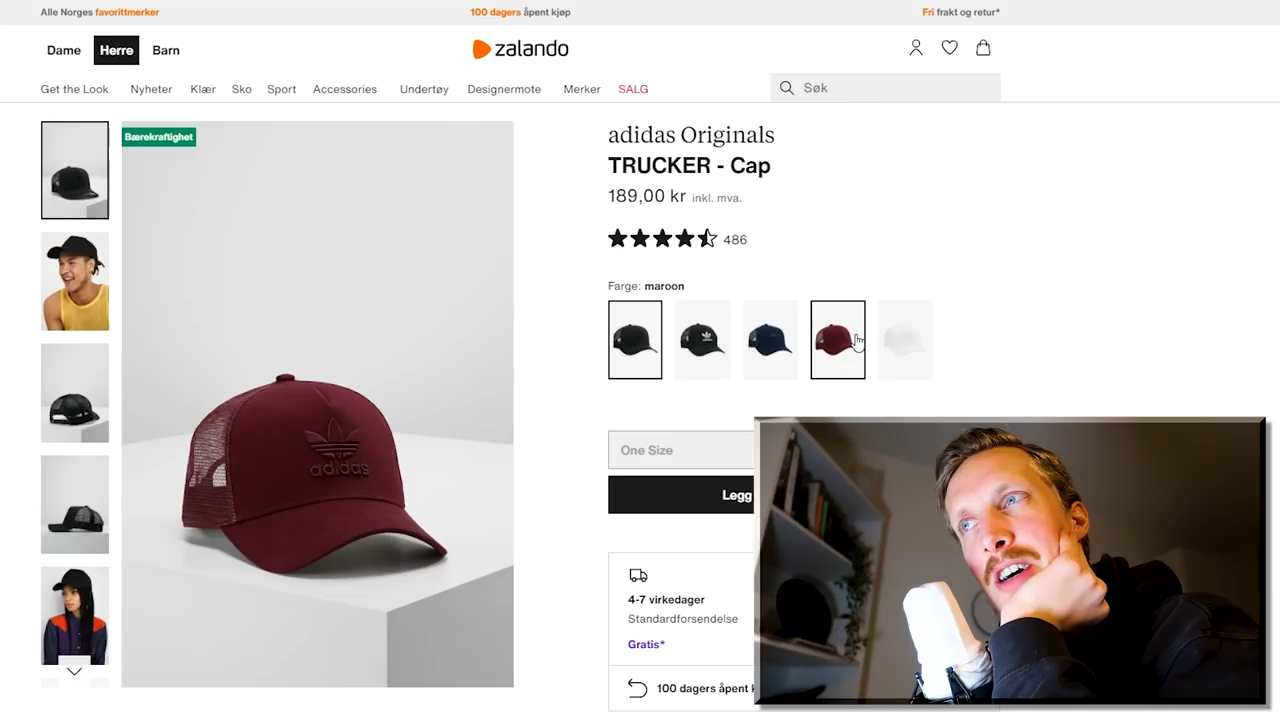 Alle Norges favorittmerker
100 dagers åpent kjøp
Fri frakt og retur*
Dame Herre Barn
zalando
Get the Look Nyheter Klær Sko Sport Accessories Undertøy Designermote Merker SALG
Søk
Bærekraftighet
adidas
adidas Originals
TRUCKER - Cap
189,00 kr inkl. mva.
486
Farge: maroon
One Size
Legg
4-7 virkedager
Standardforsendelse
Gratis*
100 dagers åpent